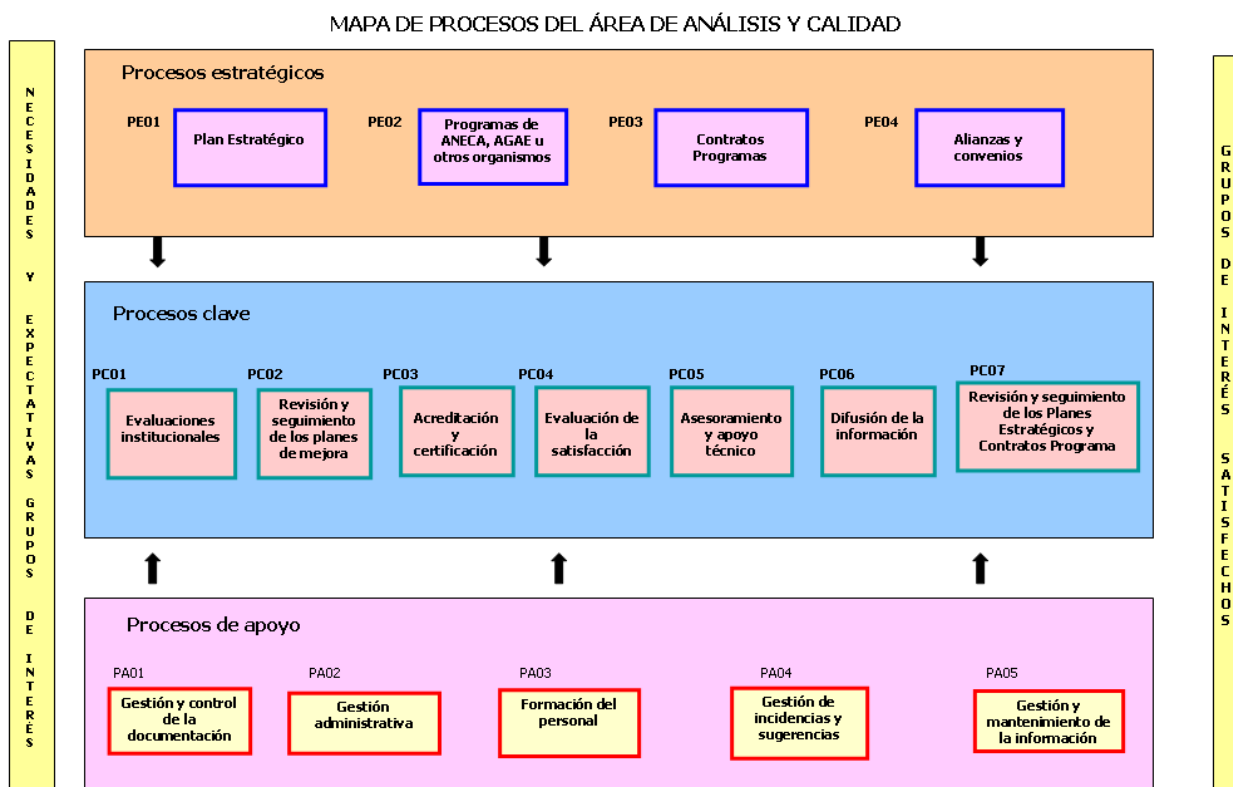 MAPA DE PROCESOS DEL ÁREA DE ANÁLISIS Y CALIDAD
NECESIDADES Y EXPECTATIVAS GRUPOS DE INTERÉS
Procesos estratégicos
PE01
Plan Estratégico
PE02
Programas de
ANECA, AGAE u
otros organismos
PE03
Contratos
Programas
PE04
Alianzas y
convenios
Procesos clave
PC01
Evaluaciones
institucionales
PC02
Revisión y
seguimiento
de los planes
de mejora
PC03
Acreditación
y
certificación
PC04
Evaluación de
la
satisfacción
PC05
Asesoramiento
y apoyo
técnico
PC06
Difusión de la
información
PC07
Revisión y seguimiento
de los Planes
Estratégicos y
Contratos Programa
Procesos de apoyo
PA01
Gestión y control
de la
documentación
PA02
Gestión
administrativa
PA03
Formación del
personal
PA04
Gestión de
incidencias y
sugerencias
PA05
Gestión y
mantenimiento de
la información
GRUPOS DE INTERÉS SATISFECHOS